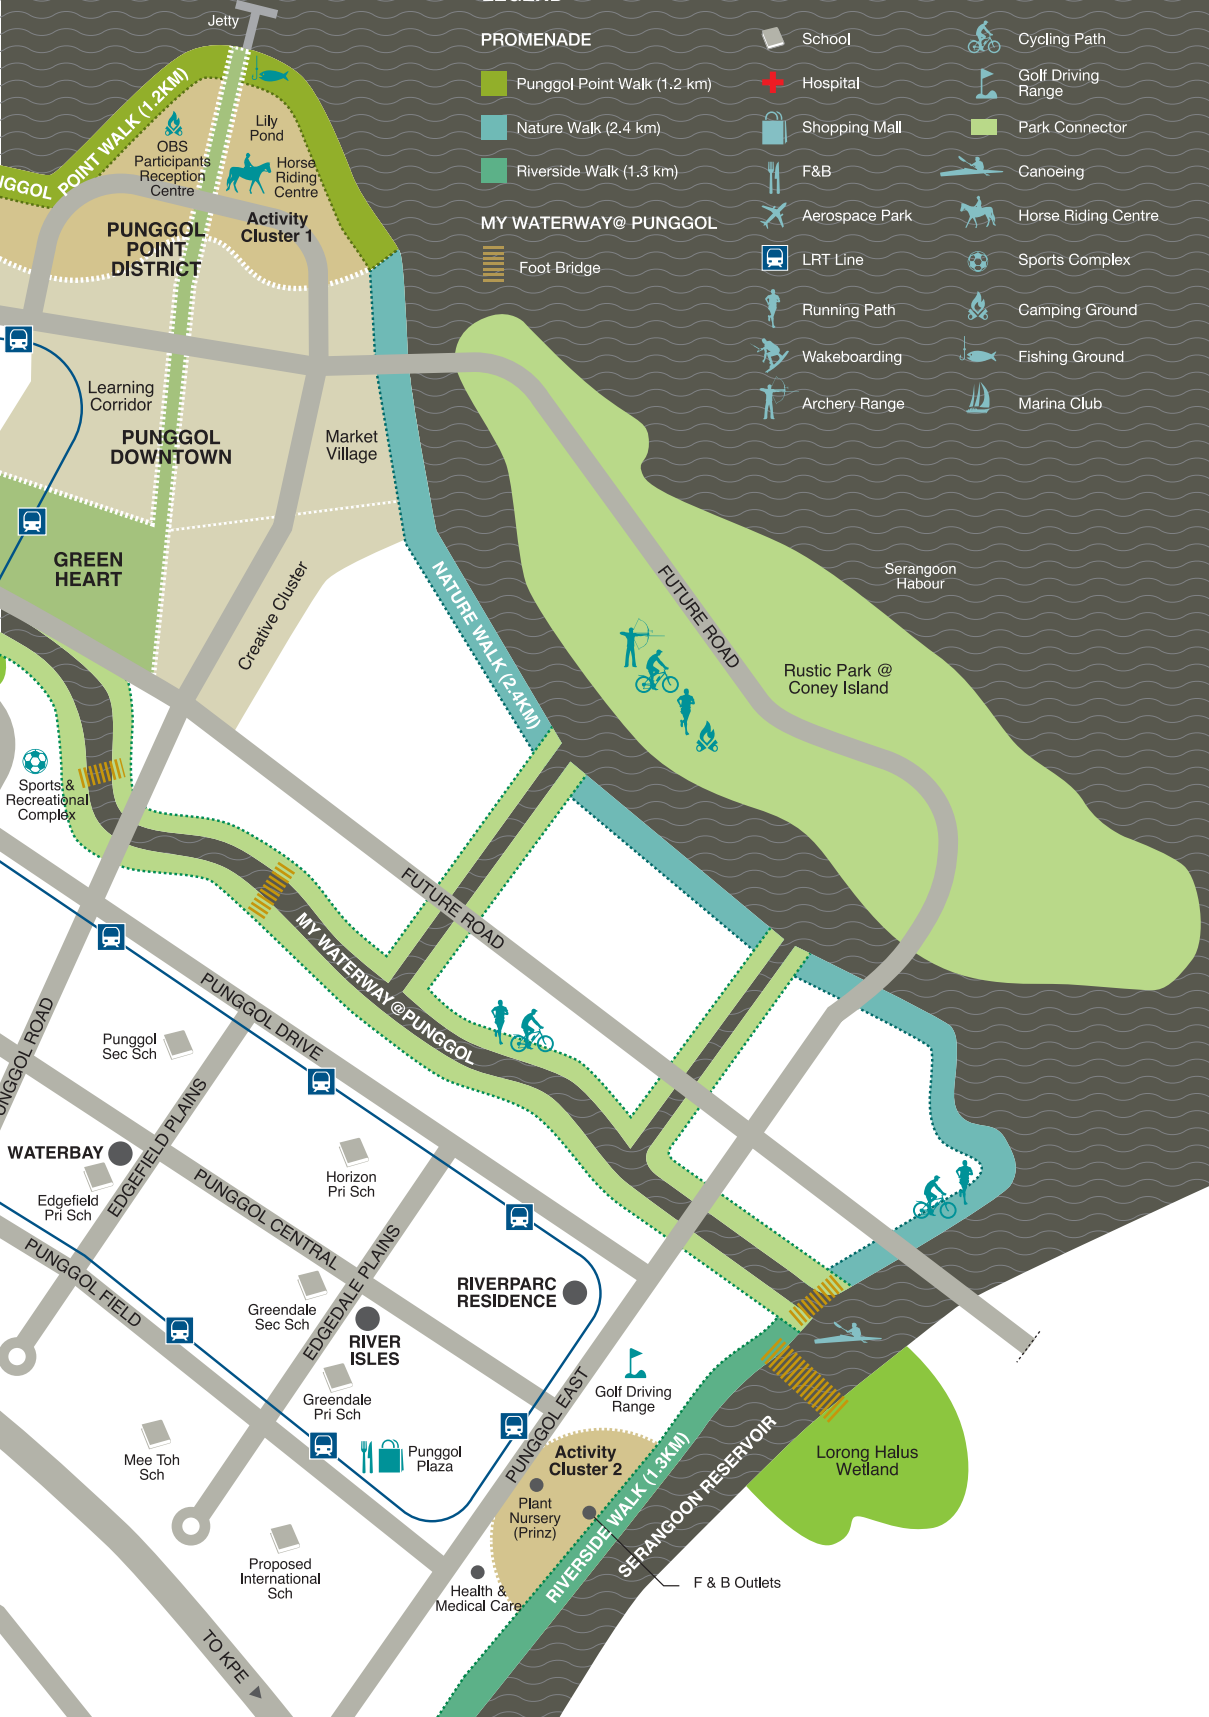 LEGEND
Jetty
PROMENADE
Punggol Point Walk (1.2 km)
Nature Walk (2.4 km)
Riverside Walk (1.3 km)
MY WATERWAY@ PUNGGOL
Foot Bridge
School
Hospital
Shopping Mall
F&B
Aerospace Park
LRT Line
Running Path
Wakeboarding
Archery Range
Cycling Path
Golf Driving
Range
Park Connector
Canoeing
Horse Riding Centre
Sports Complex
Camping Ground
Fishing Ground
Marina Club
NGGOL POINT WALK (1.2KM)
OBS
Participants
Reception
Centre
Lily
Pond
Horse
Riding
Centre
Activity
Cluster 1
PUNGGOL
POINT
DISTRICT
Learning
Corridor
PUNGGOL
DOWNTOWN
Market
Village
GREEN
HEART
Creative Cluster
NATURE WALK (2.4KM)
FUTURE ROAD
Serangoon
Habour
Rustic Park @
Coney Island
Sports &
Recreational
Complex
FUTURE ROAD
MY WATERWAY@PUNGGOL
PUNGGOL DRIVE
UNGGOL ROAD
Punggol
Sec Sch
EDGEFIELD PLAINS
WATERBAY
Edgefield
Pri Sch
Horizon
Pri Sch
PUNGGOL CENTRAL
PUNGGOL FIELD
EDGEDALE PLAINS
Greendale
Sec Sch
RIVERPARC
RESIDENCE
RIVER
ISLES
Greendale
Pri Sch
Golf Driving
Range
PUNGGOL EAST
Mee Toh
Sch
Punggol
Plaza
Activity
Cluster 2
Plant
Nursery
(Prinz)
RIVERSIDE WALK (1.3KM)
SERANGOON RESERVOIR
Lorong Halus
Wetland
Proposed
International
Sch
Health &
Medical Care
F & B Outlets
TO KPE